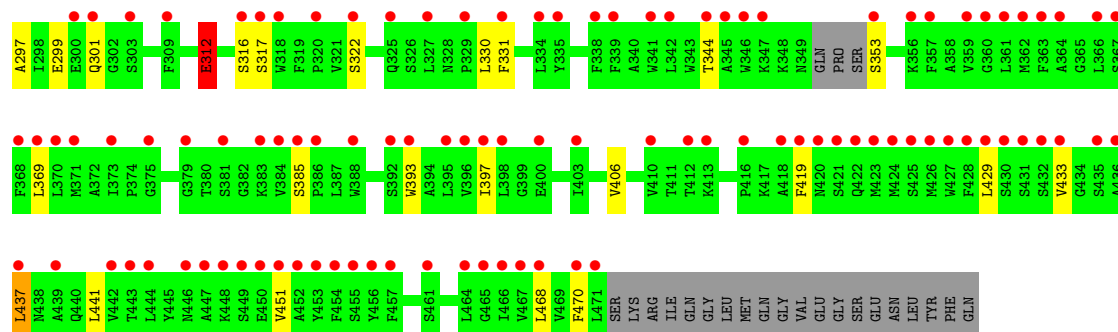 A297 I298 E299 E300 Q301 G302 S303 F309 E312 S316 S317 W318 F319 P320 V321 S322 Q325 S326 L327 N328 P329 L330 F331 L334 Y335 F338 F339 A340 W341 L342 W343 T344 A345 W346 K347 K348 N349 GLN PRO SER S353 K356 F357 A358 V359 G360 L361 M362 F363 A364 G365 L366 S367
F368 L369 L370 M371 A372 I373 P374 G375 G379 T380 S381 G382 K383 V384 S385 P386 L387 W388 S392 W393 A394 L395 V396 I397 L398 G399 E400 I403 V406 V410 T411 T412 K413 P416 K417 A418 F419 N420 S421 Q422 M423 M424 S425 M426 W427 F428 L429 S430 S431 S432 V433 G434 S435 A436
L437 N438 A439 Q440 L441 V442 T443 L444 Y445 N446 A447 K448 S449 E450 V451 A452 Y453 F454 S455 Y456 F457 S461 L464 G465 I466 V467 L468 V469 F470 L471 SER LYS ARG ILE GLN GLY LEU MET GLN GLY VAL GLU GLY SER GLU ASN LEU TYR PHE GLN